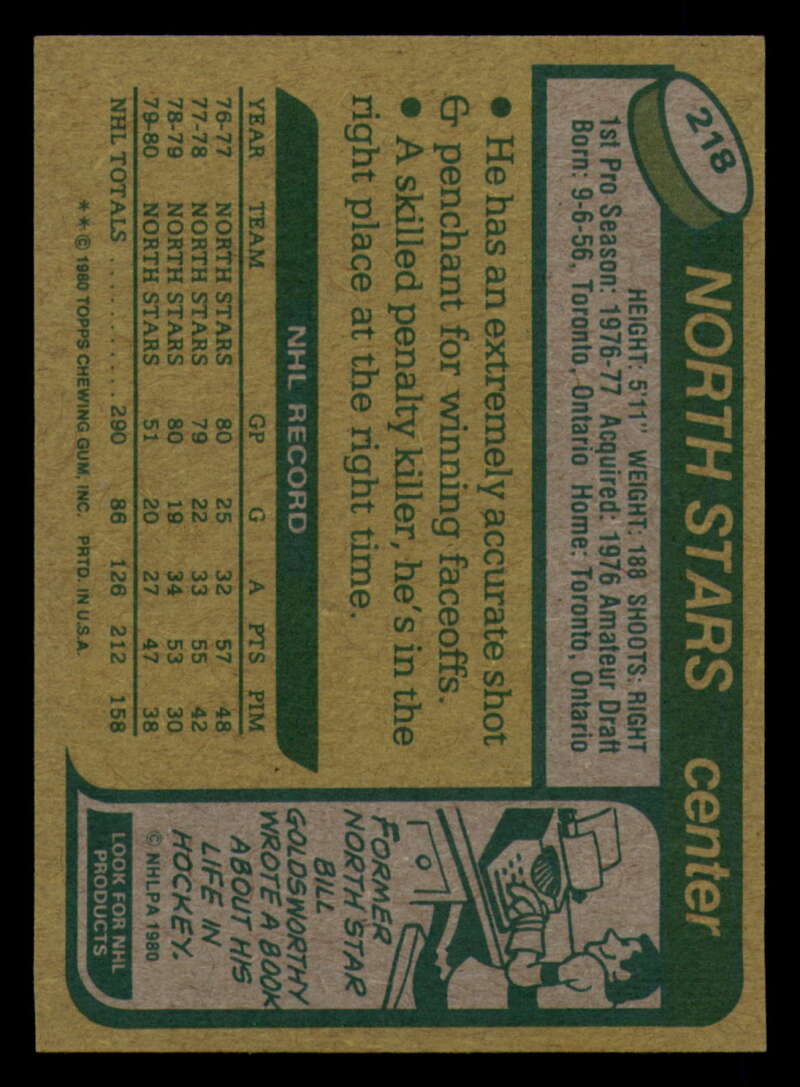 218
NORTH STARS center
HEIGHT: 5'11" WEIGHT: 188 SHOOTS: RIGHT
1st Pro Season: 1976-77 Acquired: 1976 Amateur Draft
Born: 9-6-56, Toronto, Ontario Home: Toronto, Ontario
● He has an extremely accurate shot
& penchant for winning faceoffs.
● A skilled penalty killer, he's in the
right place at the right time.
NHL RECORD
YEAR TEAM GP G A PTS PIM
76-77 NORTH STARS 80 25 32 57 48
77-78 NORTH STARS 79 22 33 55 42
78-79 NORTH STARS 80 19 34 53 30
79-80 NORTH STARS 51 20 27 47 38
NHL TOTALS ............ 290 86 126 212 158
** © 1980 TOPPS CHEWING GUM, INC. PRTD. IN U.S.A.
FORMER
NORTH STAR
BILL
GOLDSWORTHY
WROTE A BOOK
ABOUT HIS
LIFE IN
HOCKEY.
© NHLPA 1980
LOOK FOR NHL
PRODUCTS